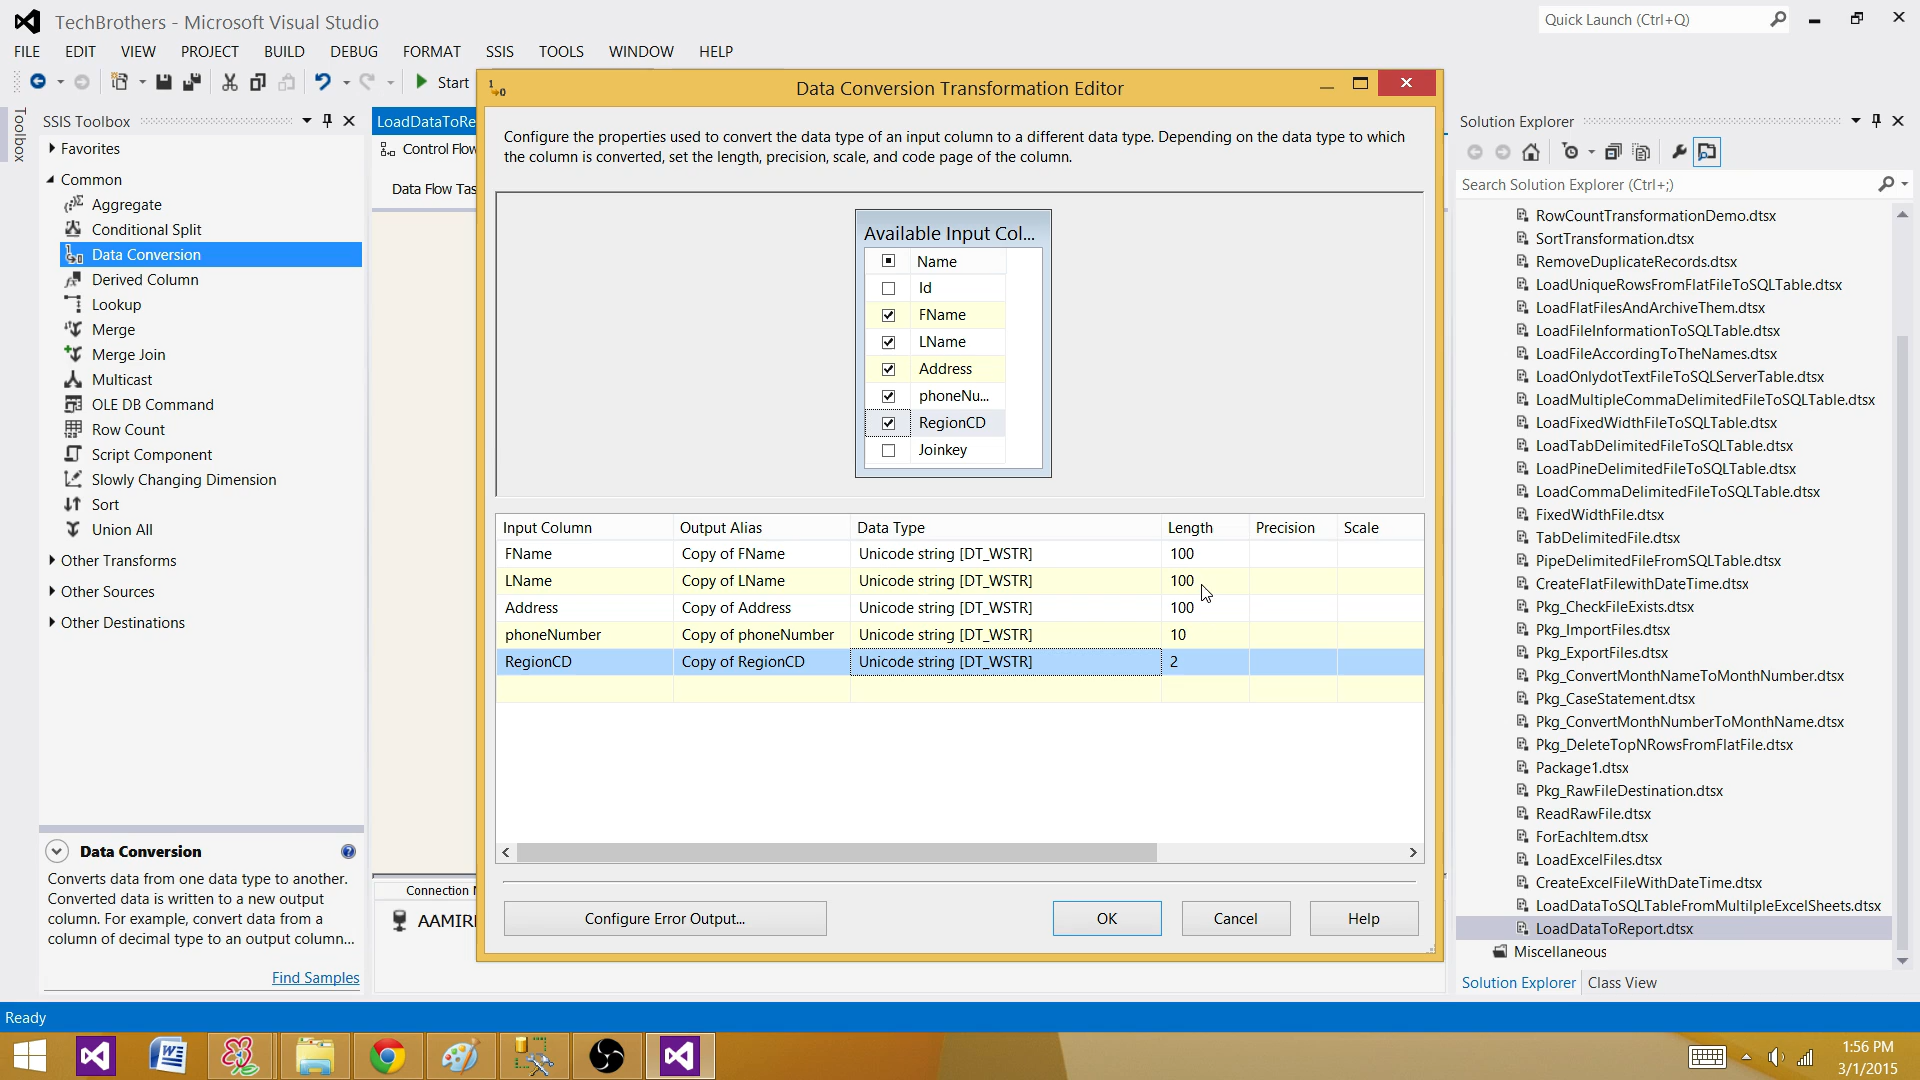 TechBrothers - Microsoft Visual Studio
Quick Launch (Ctrl+Q)
FILE EDIT VIEW PROJECT BUILD DEBUG FORMAT SSIS TOOLS WINDOW HELP
Start
Toolbox
SSIS Toolbox
Favorites
Common
Aggregate
Conditional Split
Data Conversion
Derived Column
Lookup
Merge
Merge Join
Multicast
OLE DB Command
Row Count
Script Component
Slowly Changing Dimension
Sort
Union All
Other Transforms
Other Sources
Other Destinations
Data Conversion
Converts data from one data type to another.
Converted data is written to a new output
column. For example, convert data from a
column of decimal type to an output column...
Find Samples
LoadDataToRe
Control Flow
Data Flow Tas
Connection
AAMIR
Data Conversion Transformation Editor
Configure the properties used to convert the data type of an input column to a different data type. Depending on the data type to which
the column is converted, set the length, precision, scale, and code page of the column.
Available Input Col...
Name
Id
FName
LName
Address
phoneNu...
RegionCD
Joinkey
Input Column Output Alias Data Type Length Precision Scale
FName Copy of FName Unicode string [DT_WSTR] 100
LName Copy of LName Unicode string [DT_WSTR] 100
Address Copy of Address Unicode string [DT_WSTR] 100
phoneNumber Copy of phoneNumber Unicode string [DT_WSTR] 10
RegionCD Copy of RegionCD Unicode string [DT_WSTR] 2
Configure Error Output... OK Cancel Help
Solution Explorer
Search Solution Explorer (Ctrl+;)
RowCountTransformationDemo.dtsx
SortTransformation.dtsx
RemoveDuplicateRecords.dtsx
LoadUniqueRowsFromFlatFileToSQLTable.dtsx
LoadFlatFilesAndArchiveThem.dtsx
LoadFileInformationToSQLTable.dtsx
LoadFileAccordingToTheNames.dtsx
LoadOnlydotTextFileToSQLServerTable.dtsx
LoadMultipleCommaDelimitedFileToSQLTable.dtsx
LoadFixedWidthFileToSQLTable.dtsx
LoadTabDelimitedFileToSQLTable.dtsx
LoadPineDelimitedFileToSQLTable.dtsx
LoadCommaDelimitedFileToSQLTable.dtsx
FixedWidthFile.dtsx
TabDelimitedFile.dtsx
PipeDelimitedFileFromSQLTable.dtsx
CreateFlatFilewithDateTime.dtsx
Pkg_CheckFileExists.dtsx
Pkg_ImportFiles.dtsx
Pkg_ExportFiles.dtsx
Pkg_ConvertMonthNameToMonthNumber.dtsx
Pkg_CaseStatement.dtsx
Pkg_ConvertMonthNumberToMonthName.dtsx
Pkg_DeleteTopNRowsFromFlatFile.dtsx
Package1.dtsx
Pkg_RawFileDestination.dtsx
ReadRawFile.dtsx
ForEachItem.dtsx
LoadExcelFiles.dtsx
CreateExcelFileWithDateTime.dtsx
LoadDataToSQLTableFromMultilpleExcelSheets.dtsx
LoadDataToReport.dtsx
Miscellaneous
Solution Explorer Class View
Ready
1:56 PM
3/1/2015